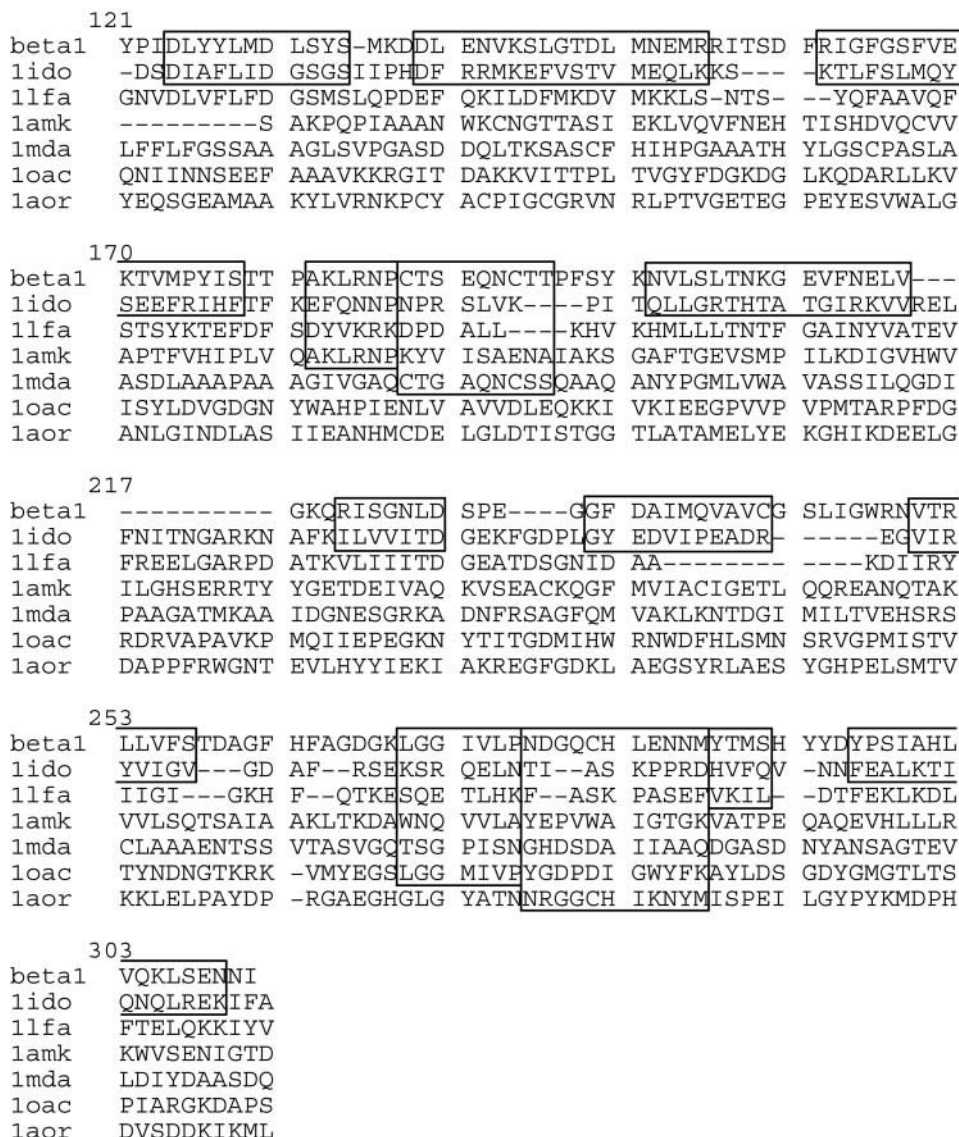 121
beta1 YPIDLYYLMD LSYS-MKDDL ENVKSLGTDL MNEMRRITSD FRIGFGSFVE
1ido -DSDIAFLID GSGSIIPHDF RRMKEFVSTV MEQLKKS--- -KTLFSLMQY
1lfa GNVDLVFLFD GSMSLQPDEF QKILDFMKDV MKKLS-NTS- --YQFAAVQF
1amk ---------S AKPQPIAAAN WKCNGTTASI EKLVQVFNEH TISHDVQCVV
1mda LFFLFGSSAA AGLSVPGASD DQLTKSASCF HIHPGAAATH YLGSCPASLA
1oac QNIINNSEEF AAAVKKRGIT DAKKVITTPL TVGYFDGKDG LKQDARLLKV
1aor YEQSGEAMAA KYLVRNKPCY ACPIGCGRVN RLPTVGETEG PEYESVWALG
170
beta1 KTVMPYISTT PAKLRNPCTS EQNCTTPFSY KNVLSLTNKG EVFNELV---
1ido SEEFRIHFTF KEFQNNPNPR SLVK----PI TQLLGRTHTA TGIRKVVREL
1lfa STSYKTEFDF SDYVKRKDPD ALL----KHV KHMLLLTNTF GAINYVATEV
1amk APTFVHIPLV QAKLRNPKYV ISAENAIAKS GAFTGEVSMP ILKDIGVHWV
1mda ASDLAAAPAA AGIVGAQCTG AQNCSSQAAQ ANYPGMLVWA VASSILQGDI
1oac ISYLDVGDGN YWAHPIENLV AVVDLEQKKI VKIEEGPVVP VPMTARPFDG
1aor ANLGINDLAS IIEANHMCDE LGLDTISTGG TLATAMELYE KGHIKDEELG
217
beta1 ---------- GKQRISGNLD SPE----GGF DAIMQVAVCG SLIGWRNVTR
1ido FNITNGARKN AFKILVVITD GEKFGDPLGY EDVIPEADR- -----EGVIR
1lfa FREELGARPD ATKVLIIITD GEATDSGNID AA-------- ----KDIIRY
1amk ILGHSERRTY YGETDEIVAQ KVSEACKQGF MVIACIGETL QQREANQTAK
1mda PAAGATMKAA IDGNESGRKA DNFRSAGFQM VAKLKNTDGI MILTVEHSRS
1oac RDRVAPAVKP MQIIEPEGKN YTITGDMIHW RNWDFHLSMN SRVGPMISTV
1aor DAPPFRWGNT EVLHYYIEKI AKREGFGDKL AEGSYRLAES YGHPELSMTV
253
beta1 LLVFSTDAGF HFAGDGKLGG IVLPNDGQCH LENNMYTMSH YYDYPSIAHL
1ido YVIGV---GD AF--RSEKSR QELNTI--AS KPPRDHVFQV -NNFEALKTI
1lfa IIGI---GKH F--QTKESQE TLHKF--ASK PASEFVKIL- -DTFEKLKDL
1amk VVLSQTSAIA AKLTKDAWNQ VVLAYEPVWA IGTGKVATPE QAQEVHLLLR
1mda CLAAAENTSS VTASVGQTSG PISNGHDSDA IIAAQDGASD NYANSAGTEV
1oac TYNDNGTKRK -VMYEGSLGG MIVPYGDPDI GWYFKAYLDS GDYGMGTLTS
1aor KKLELPAYDP -RGAEGHGLG YATNNRGGCH IKNYMISPEI LGYPYKMDPH
303
beta1 VQKLSENNI
1ido QNQLREKIFA
1lfa FTELQKKIYV
1amk KWVSENIGTD
1mda LDIYDAASDQ
1oac PIARGKDAPS
1aor DVSDDKIKML